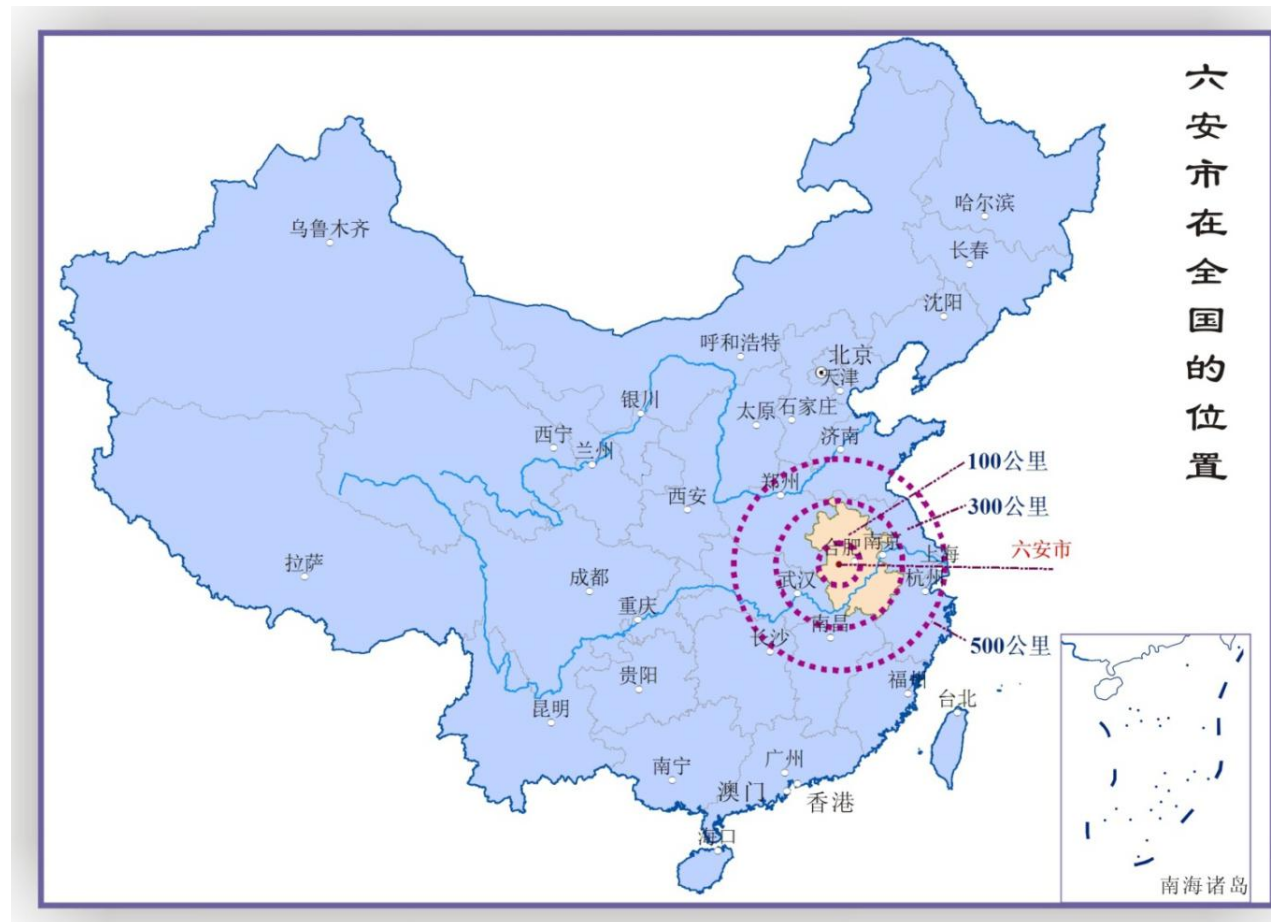 六安市在全国的位置
哈尔滨
乌鲁木齐
长春
沈阳
呼和浩特
北京
天津
银川
太原
石家庄
济南
西宁
兰州
100公里
郑州
西安
300公里
合肥
南京
上海
六安市
拉萨
成都
武汉
杭州
重庆
南昌
长沙
500公里
贵阳
福州
台北
昆明
广州
南宁
澳门
香港
海口
南海诸岛